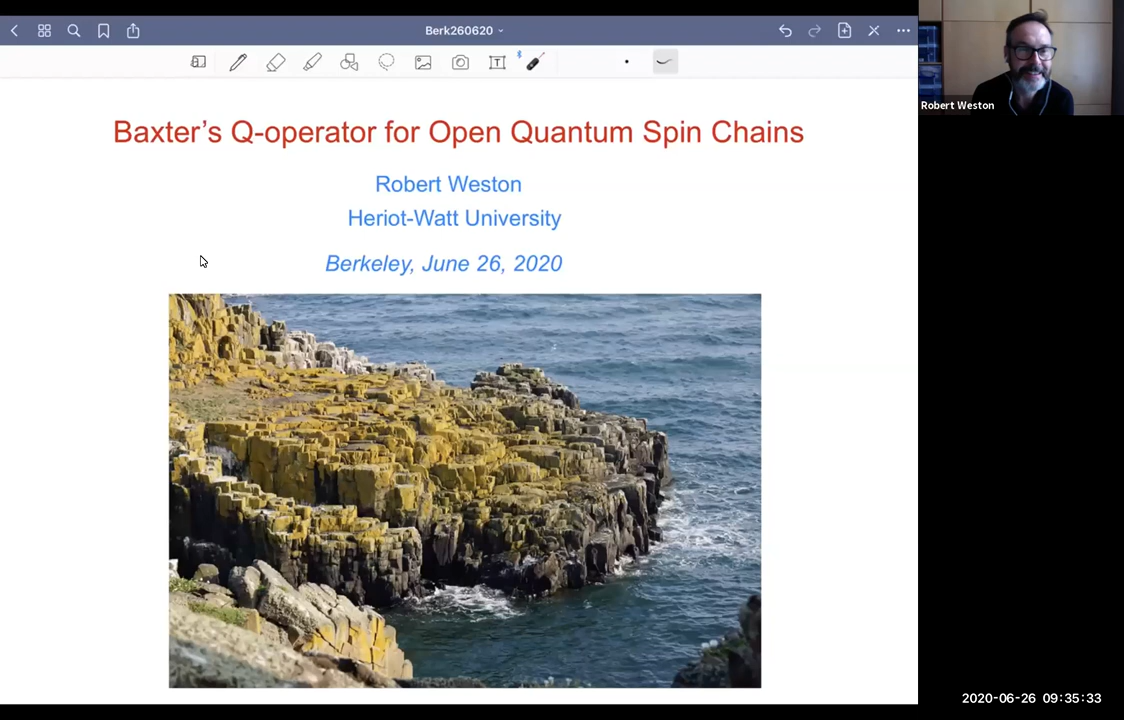 Berk260620
T
Robert Weston
Baxter's Q-operator for Open Quantum Spin Chains
Robert Weston
Heriot-Watt University
Berkeley, June 26, 2020
2020-06-26 09:35:33